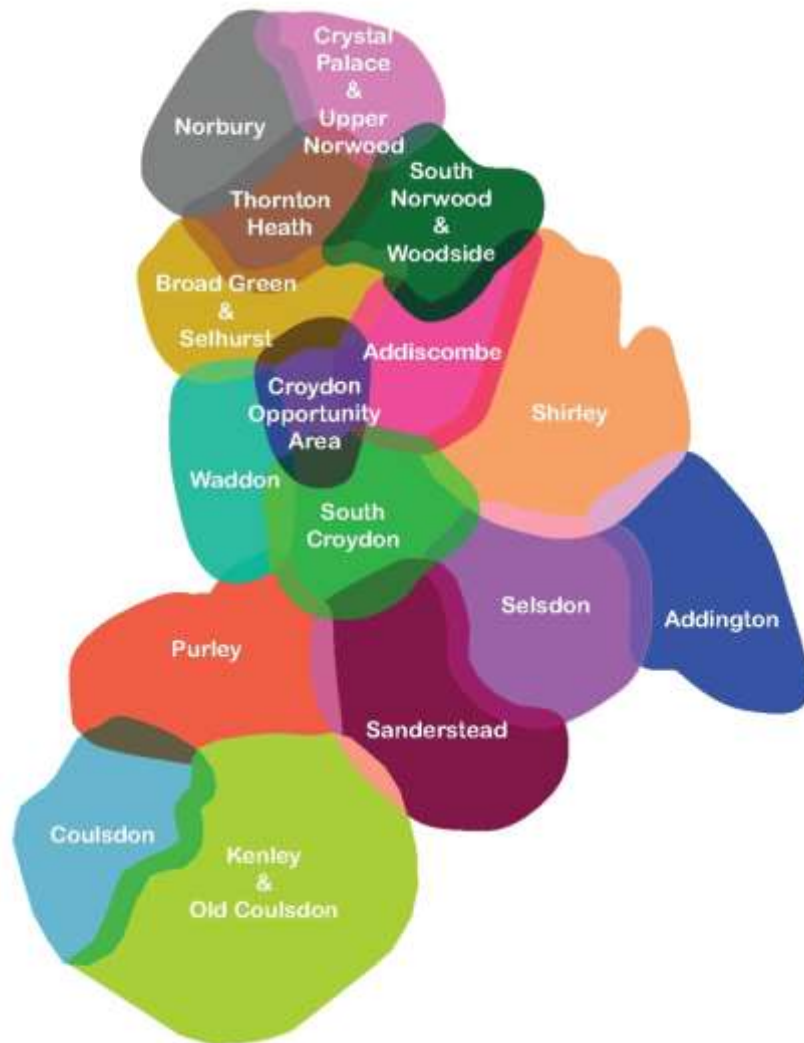 Crystal
Palace
&
Upper
Norwood
Norbury
South
Norwood
&
Woodside
Thornton
Heath
Broad Green
&
Selhurst
Addiscombe
Croydon
Opportunity
Area
Shirley
Waddon
South
Croydon
Selsdon
Addington
Purley
Sanderstead
Coulsdon
Kenley
&
Old Coulsdon